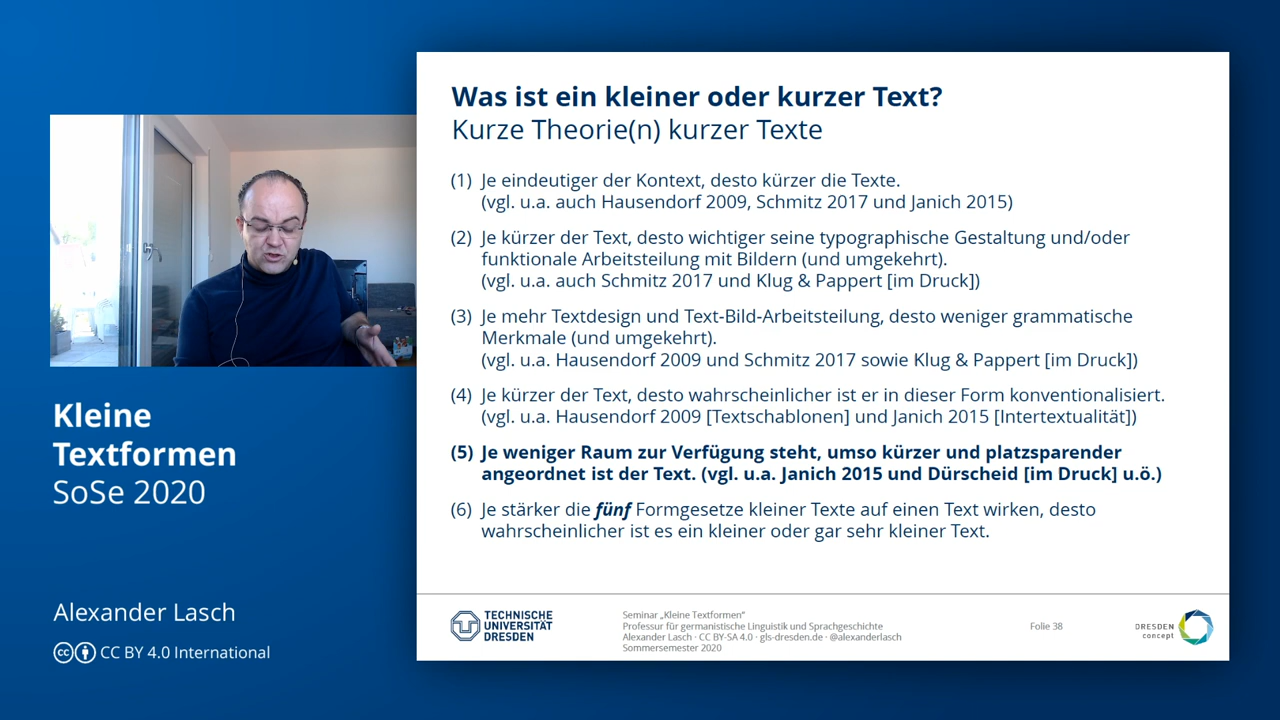 Was ist ein kleiner oder kurzer Text?
Kurze Theorie(n) kurzer Texte
(1) Je eindeutiger der Kontext, desto kürzer die Texte.
(vgl. u.a. auch Hausendorf 2009, Schmitz 2017 und Janich 2015)
(2) Je kürzer der Text, desto wichtiger seine typographische Gestaltung und/oder
funktionale Arbeitsteilung mit Bildern (und umgekehrt).
(vgl. u.a. auch Schmitz 2017 und Klug & Pappert [im Druck])
(3) Je mehr Textdesign und Text-Bild-Arbeitsteilung, desto weniger grammatische
Merkmale (und umgekehrt).
(vgl. u.a. Hausendorf 2009 und Schmitz 2017 sowie Klug & Pappert [im Druck])
(4) Je kürzer der Text, desto wahrscheinlicher ist er in dieser Form konventionalisiert.
(vgl. u.a. Hausendorf 2009 [Textschablonen] und Janich 2015 [Intertextualität])
(5) Je weniger Raum zur Verfügung steht, umso kürzer und platzsparender
angeordnet ist der Text. (vgl. u.a. Janich 2015 und Dürscheid [im Druck] u.ö.)
(6) Je stärker die fünf Formgesetze kleiner Texte auf einen Text wirken, desto
wahrscheinlicher ist es ein kleiner oder gar sehr kleiner Text.
Kleine
Textformen
SoSe 2020
Alexander Lasch
CC BY 4.0 International
TECHNISCHE
UNIVERSITÄT
DRESDEN
Seminar „Kleine Textformen“
Professur für germanistische Linguistik und Sprachgeschichte
Alexander Lasch · CC BY-SA 4.0 · gls-dresden.de · @alexanderlasch
Sommersemester 2020
Folie 38
DRESDEN
concept